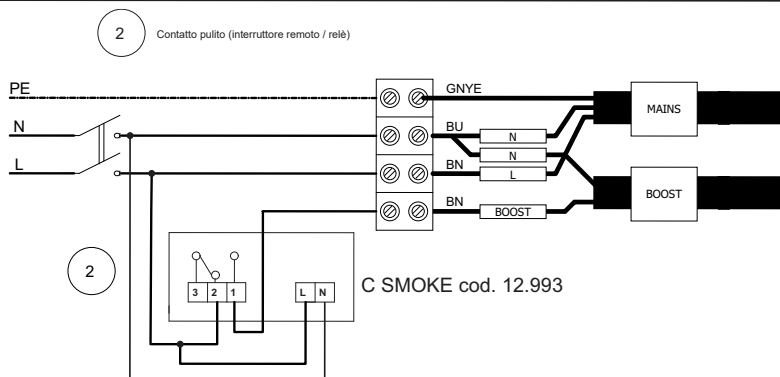 2 Contatto pulito (interruttore remoto / relè)
PE
GNYE
MAINS
N
BU
N
N
L
BN
L
BOOST
BN
BOOST
2
3 2 1
L N
C SMOKE cod. 12.993